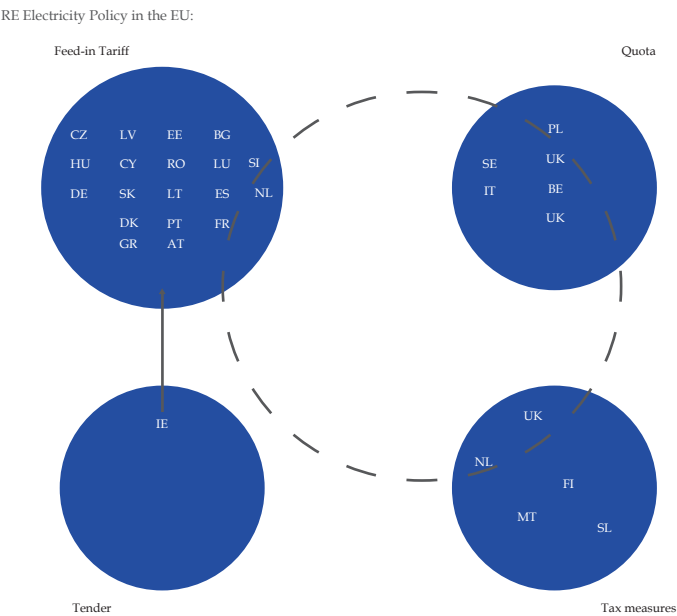 RE Electricity Policy in the EU:
Feed-in Tariff
Quota
CZ LV EE BG
HU CY RO LU SI
DE SK LT ES NL
DK PT FR
GR AT
PL
SE UK
IT BE
UK
IE
UK
NL
FI
MT
SL
Tender
Tax measures